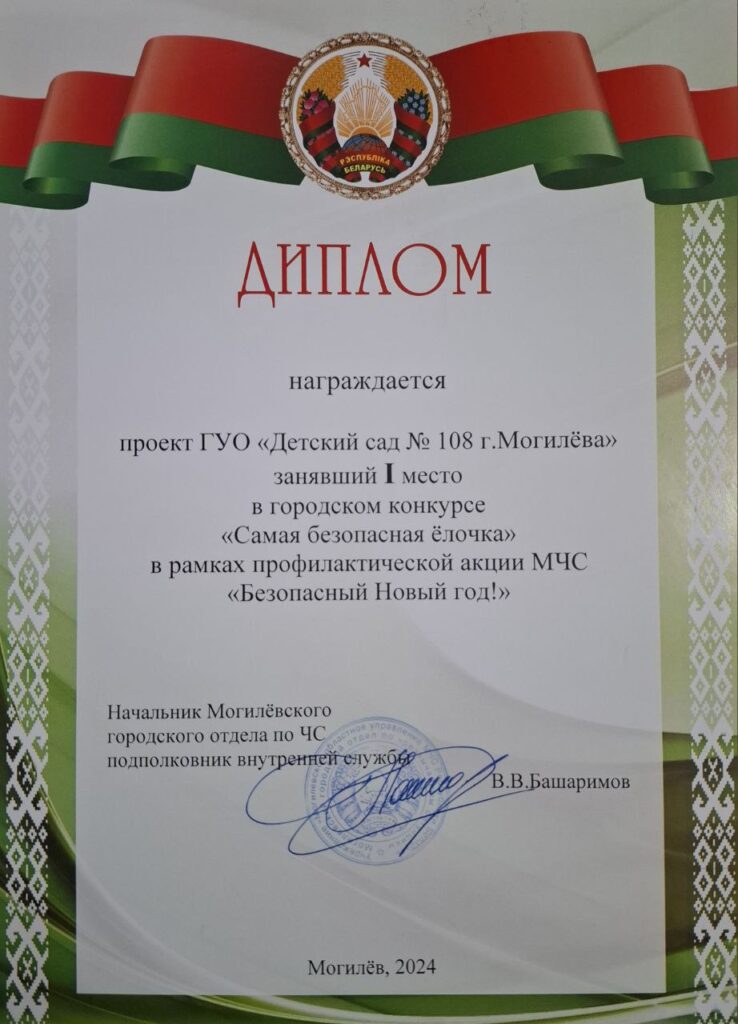 РЭСПУБЛІКА
БЕЛАРУСЬ
ДИПЛОМ
награждается
проект ГУО «Детский сад № 108 г.Могилёва»
занявший I место
в городском конкурсе
«Самая безопасная ёлочка»
в рамках профилактической акции МЧС
«Безопасный Новый год!»
Начальник Могилёвского
городского отдела по ЧС
подполковник внутренней службы
В.В.Башаримов
Могилёв, 2024